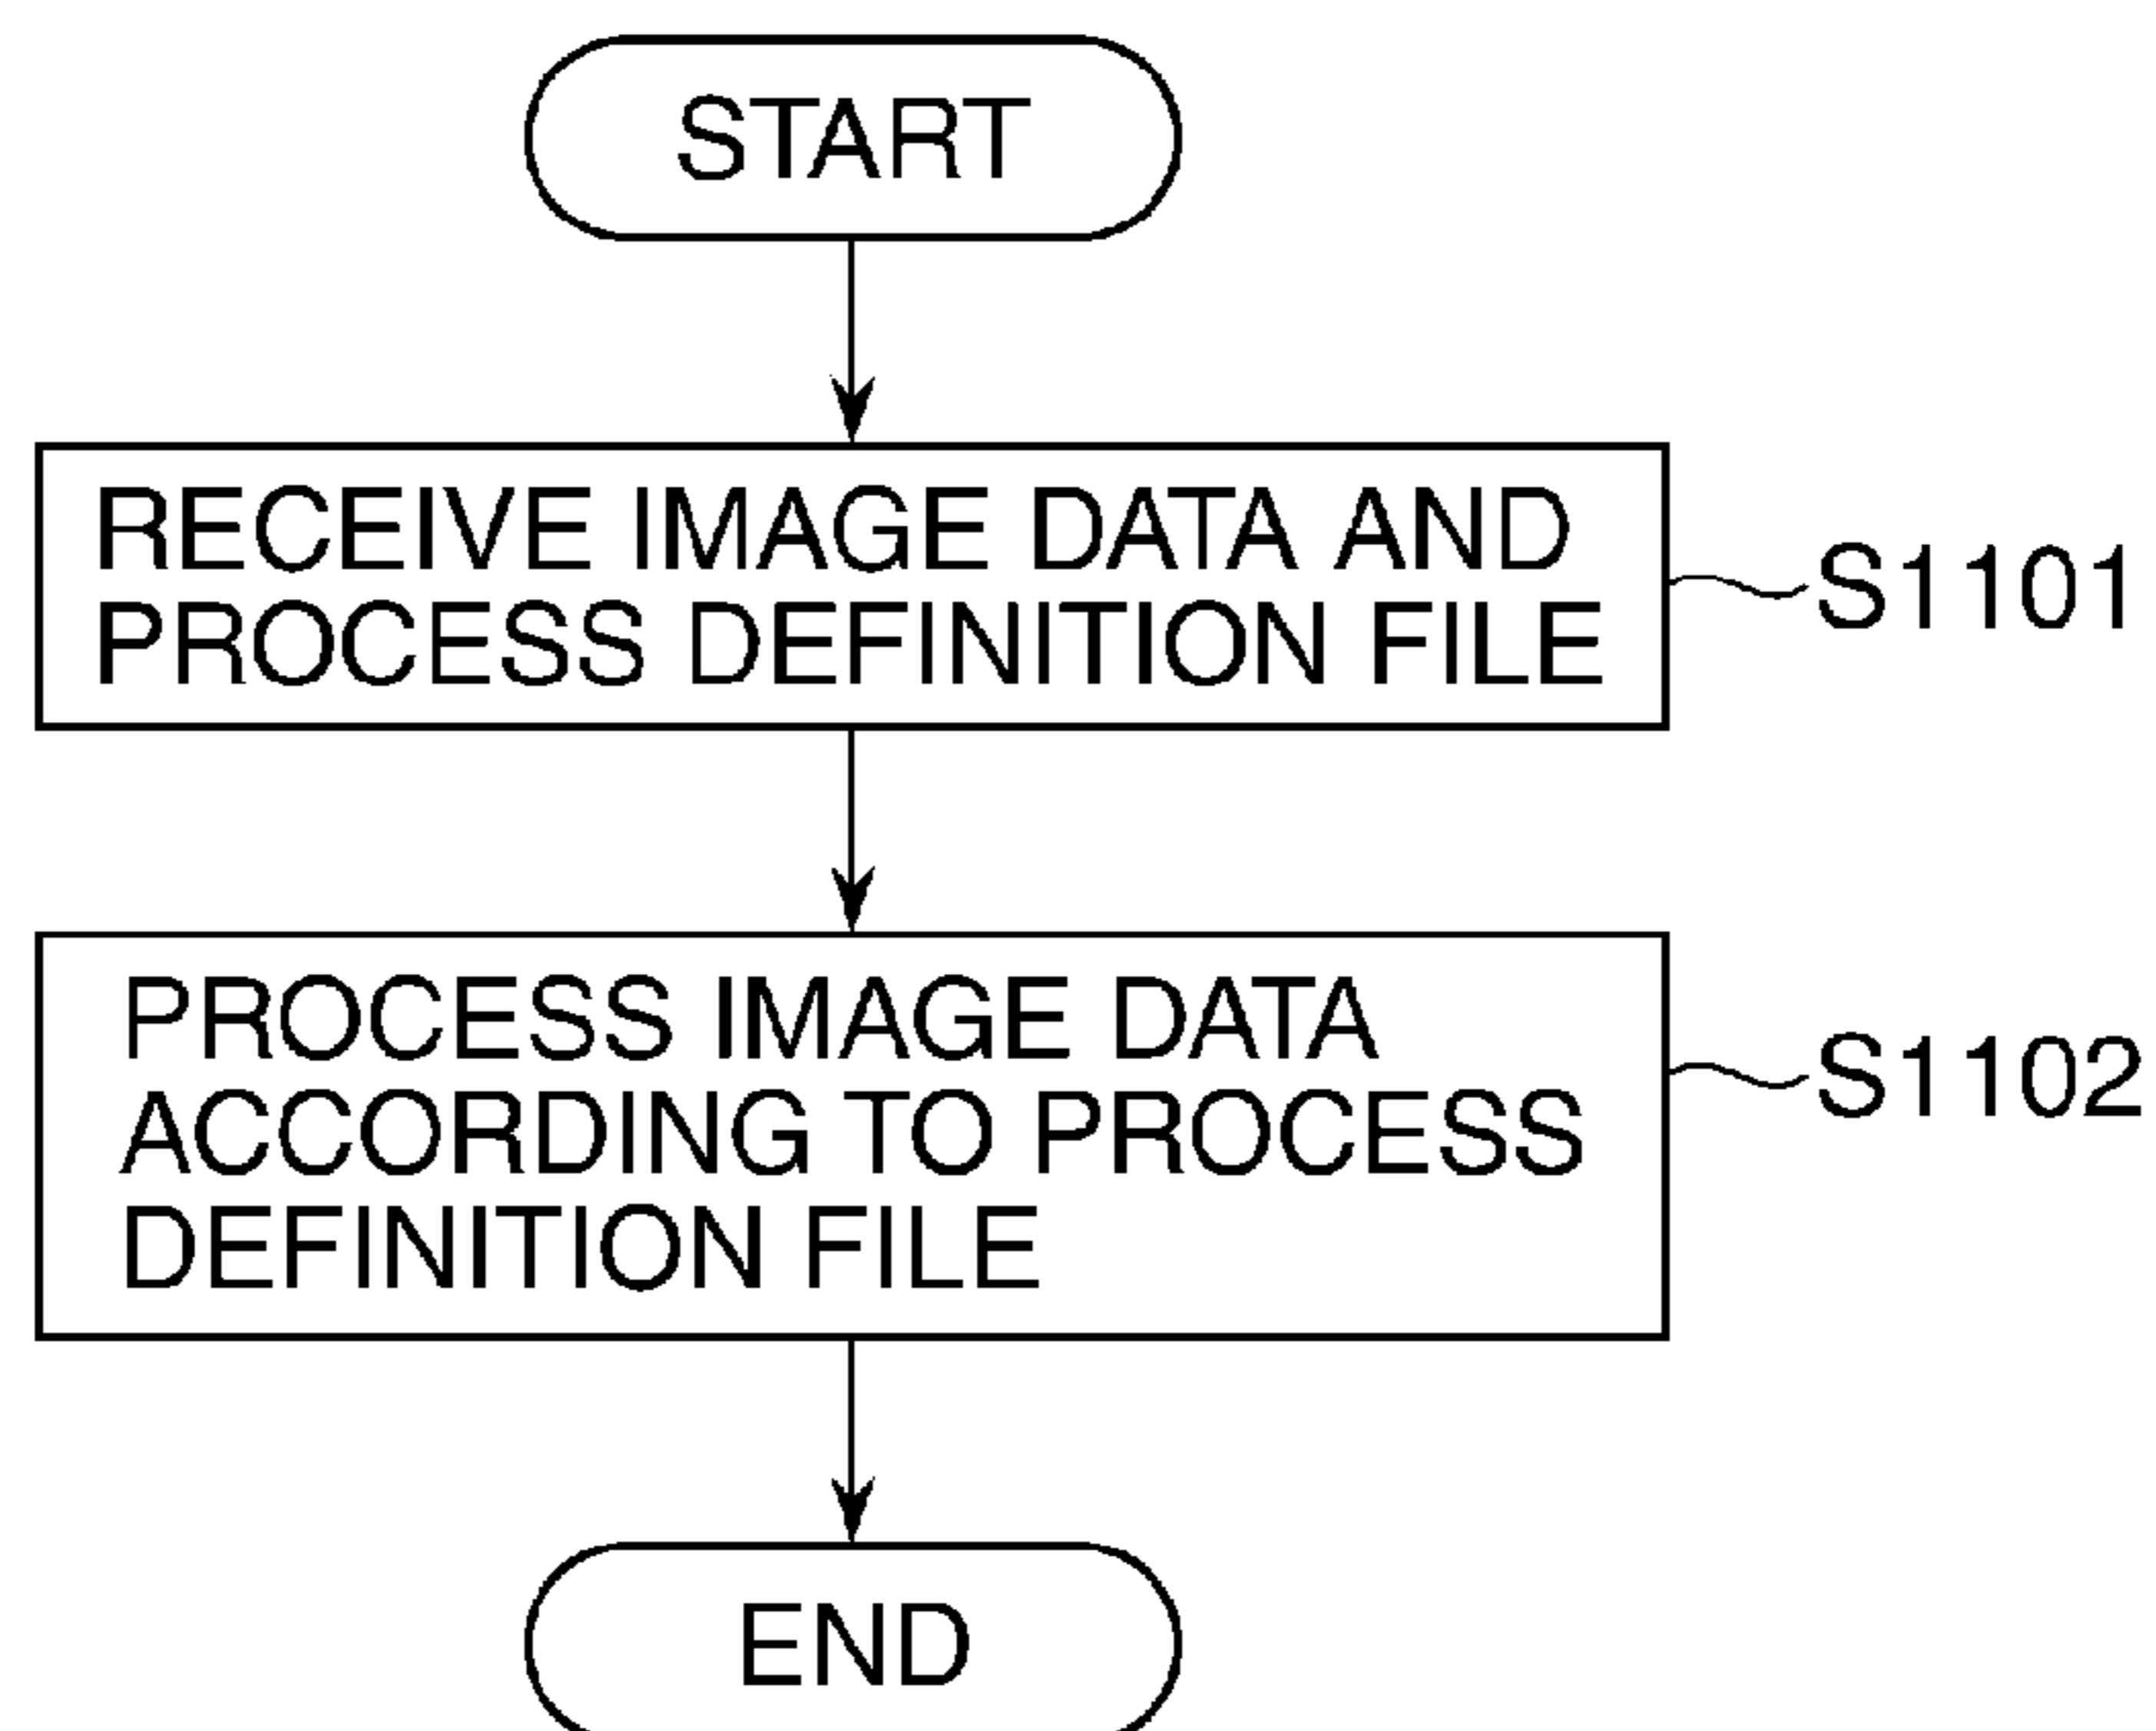 START
RECEIVE IMAGE DATA AND
PROCESS DEFINITION FILE
S1101
PROCESS IMAGE DATA
ACCORDING TO PROCESS
DEFINITION FILE
S1102
END